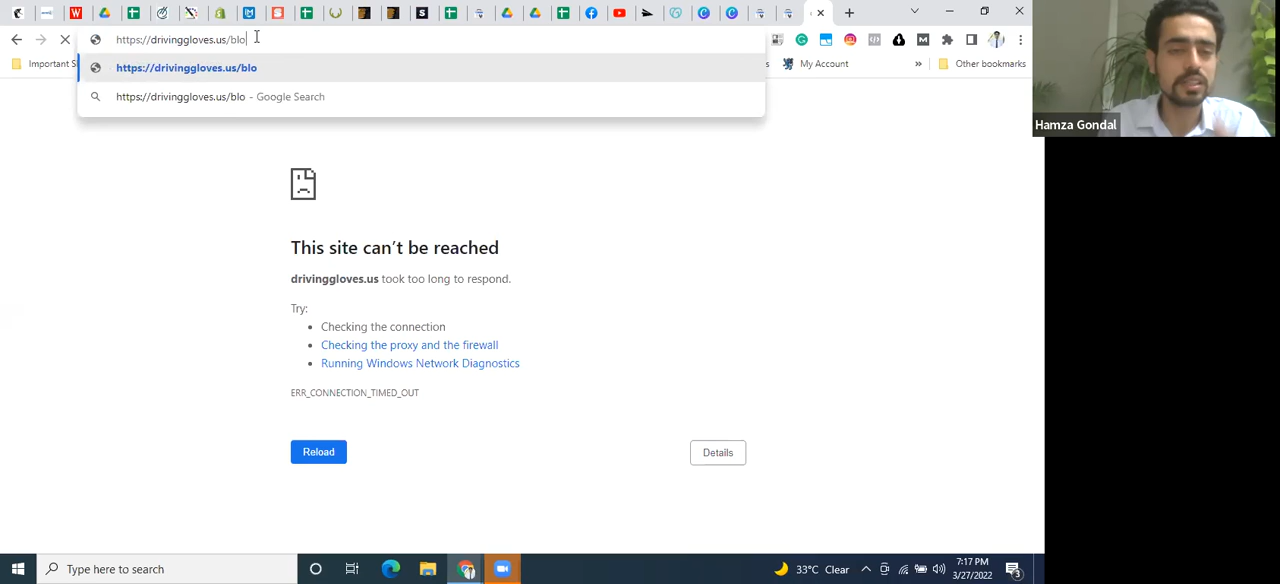 https://drivinggloves.us/blo
Important S
My Account
»
Other bookmarks
https://drivinggloves.us/blo
https://drivinggloves.us/blo - Google Search
Hamza Gondal
This site can't be reached
drivinggloves.us took too long to respond.
Try:
• Checking the connection
• Checking the proxy and the firewall
• Running Windows Network Diagnostics
ERR_CONNECTION_TIMED_OUT
Reload
Details
Type here to search
33°C Clear
7:17 PM
3/27/2022
3